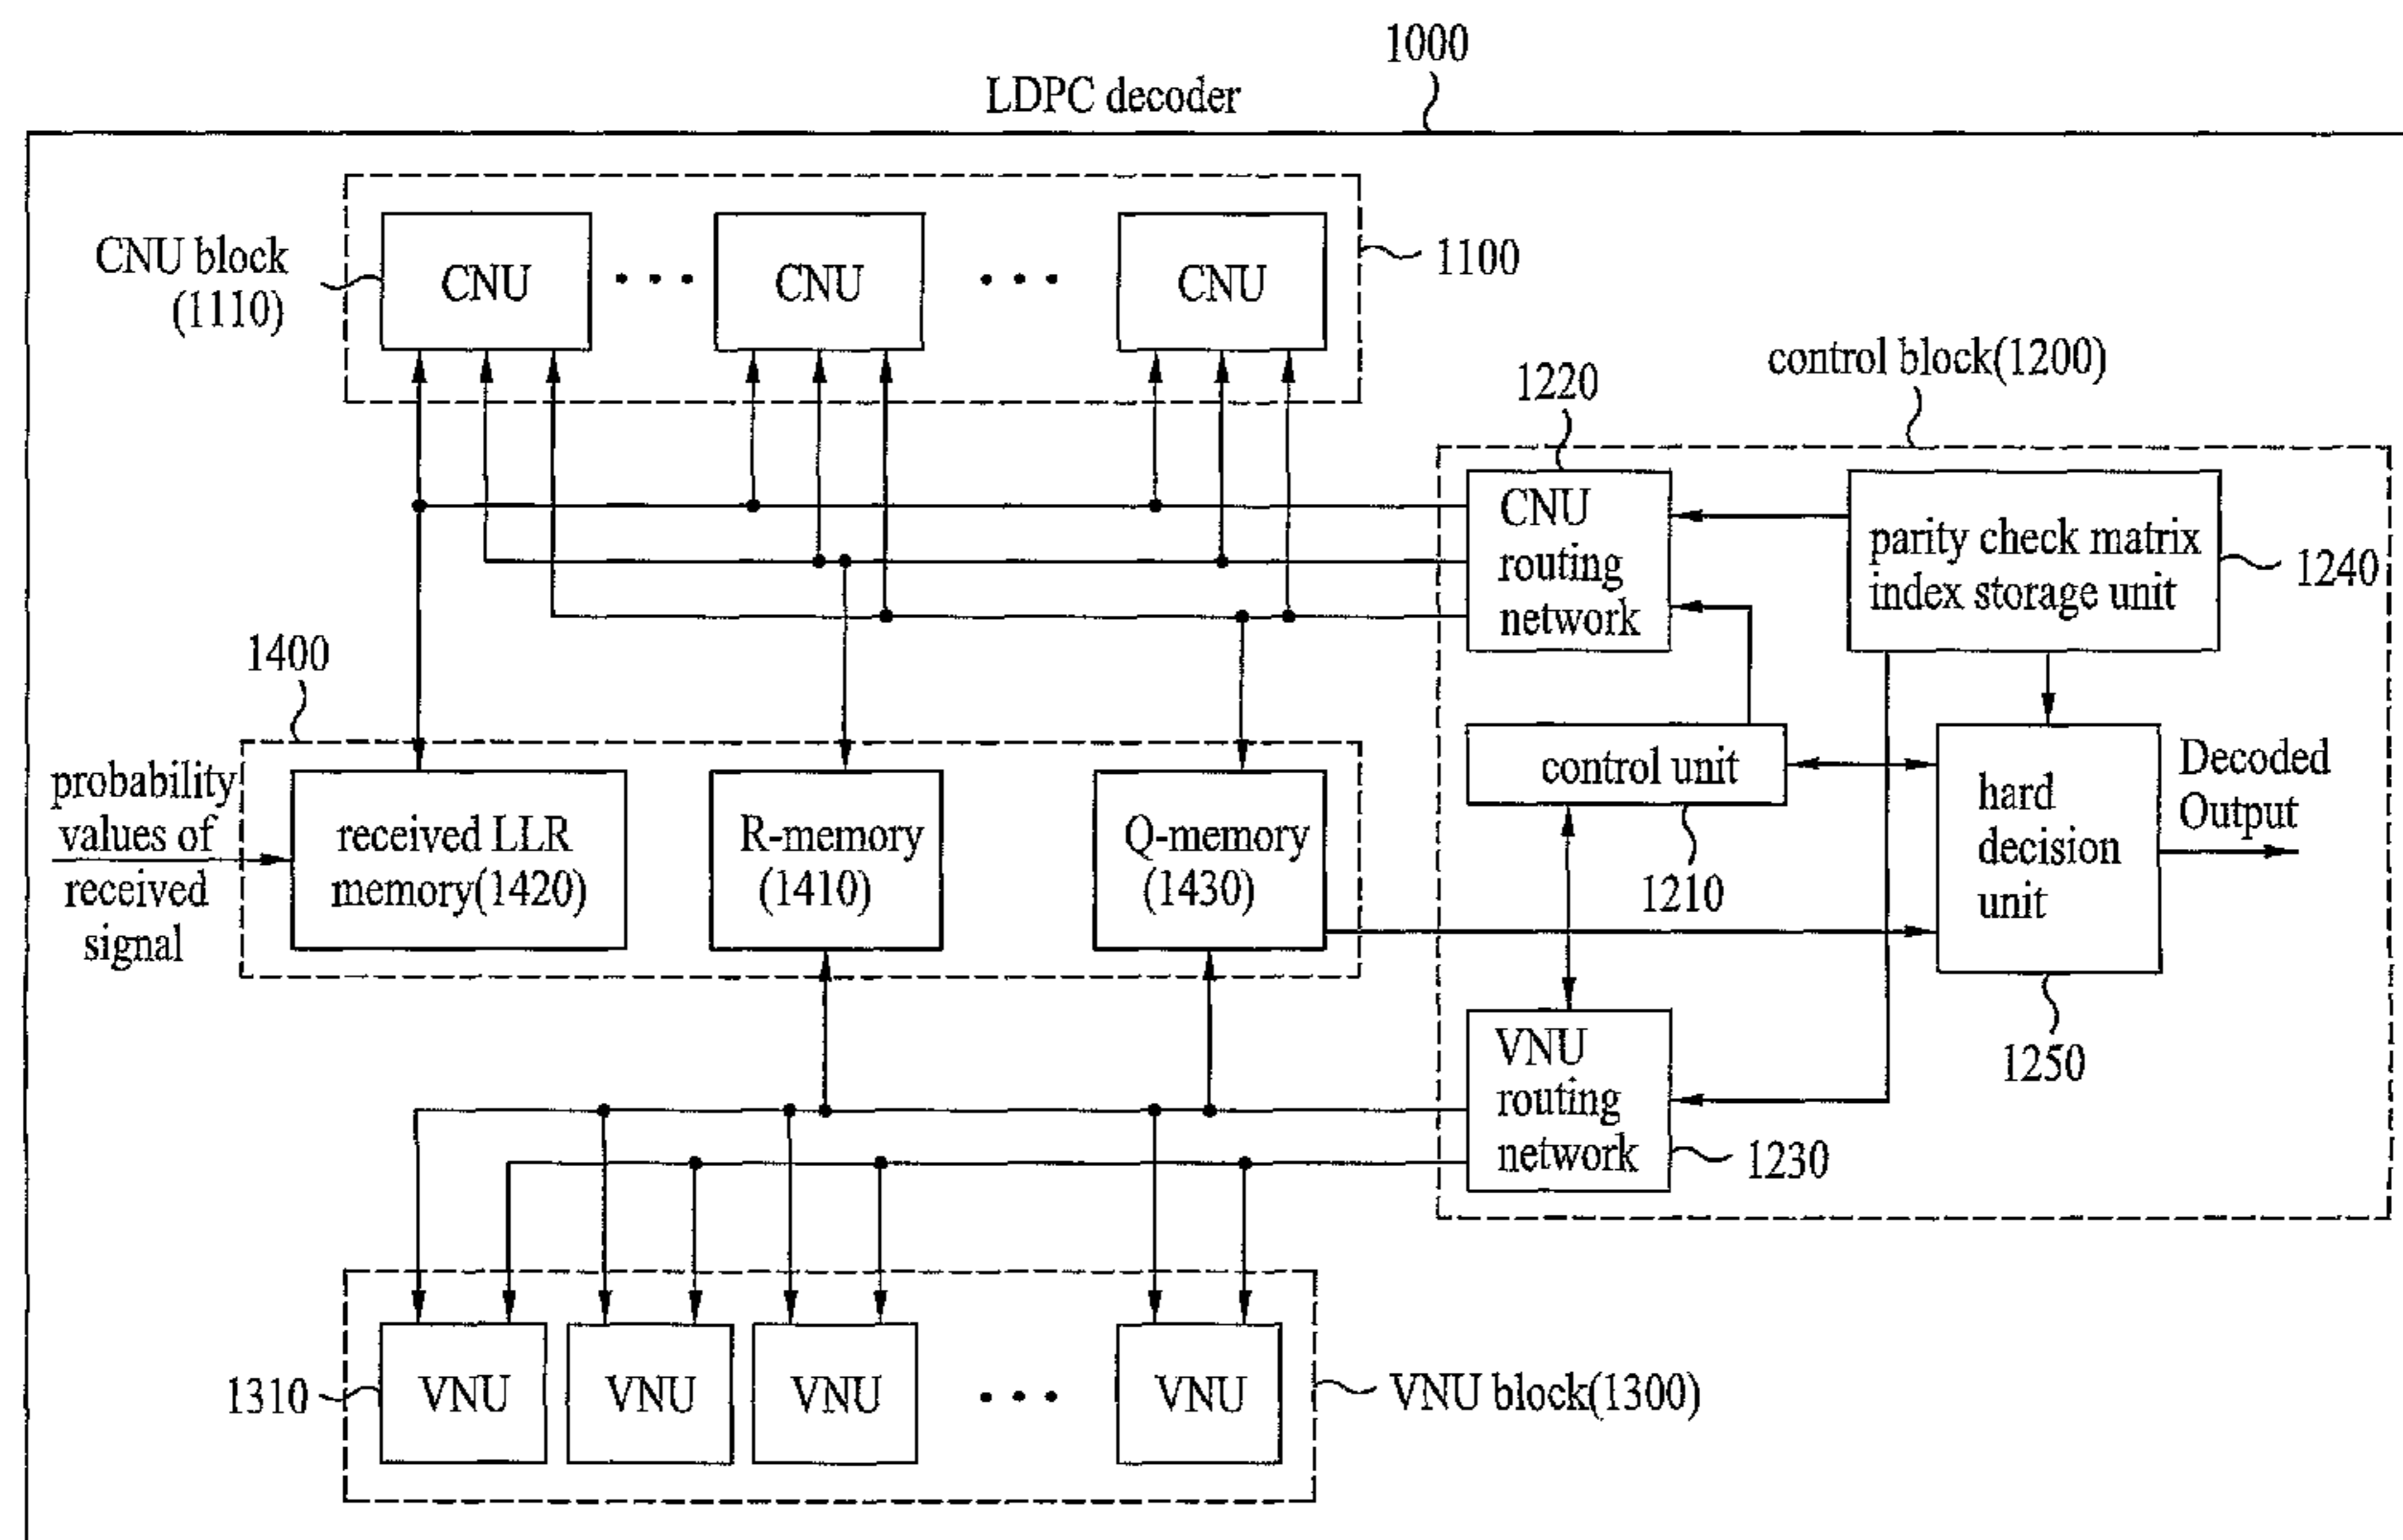 1000
LDPC decoder
CNU block
(1110)
CNU
CNU
CNU
1100
control block(1200)
1220
CNU
routing
network
parity check matrix
index storage unit
1240
1400
probability
values of
received
signal
received LLR
memory(1420)
R-memory
(1410)
Q-memory
(1430)
control unit
1210
hard
decision
unit
Decoded
Output
1250
VNU
routing
network
1230
1310
VNU
VNU
VNU
VNU
VNU block(1300)